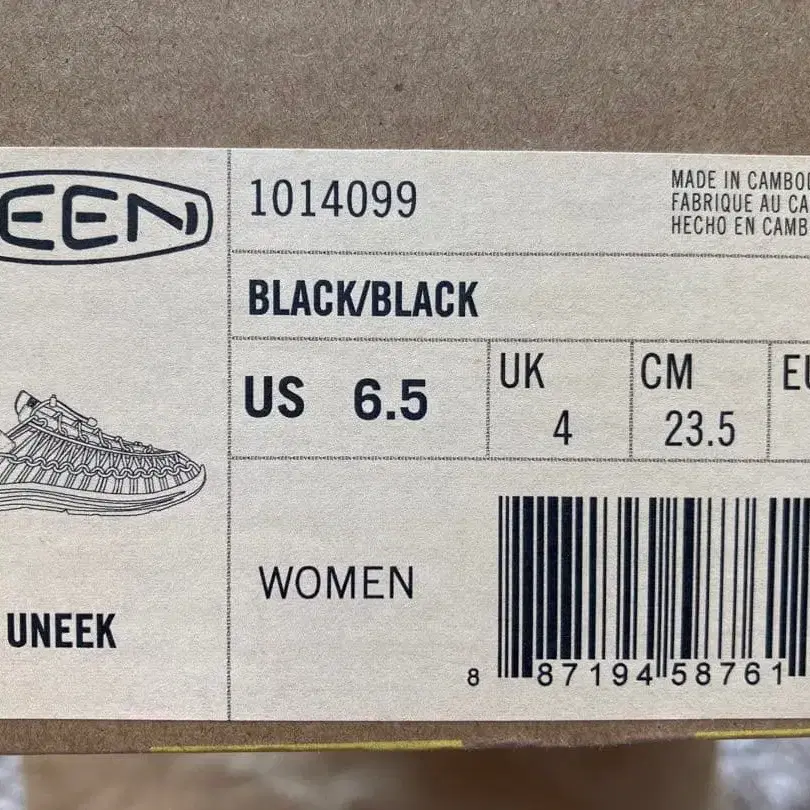 EEN
1014099
MADE IN CAMBO
FABRIQUE AU CA
HECHO EN CAMB
BLACK/BLACK
US 6.5
UK 4
CM 23.5
EU
UNEEK
WOMEN
8 87194 58761